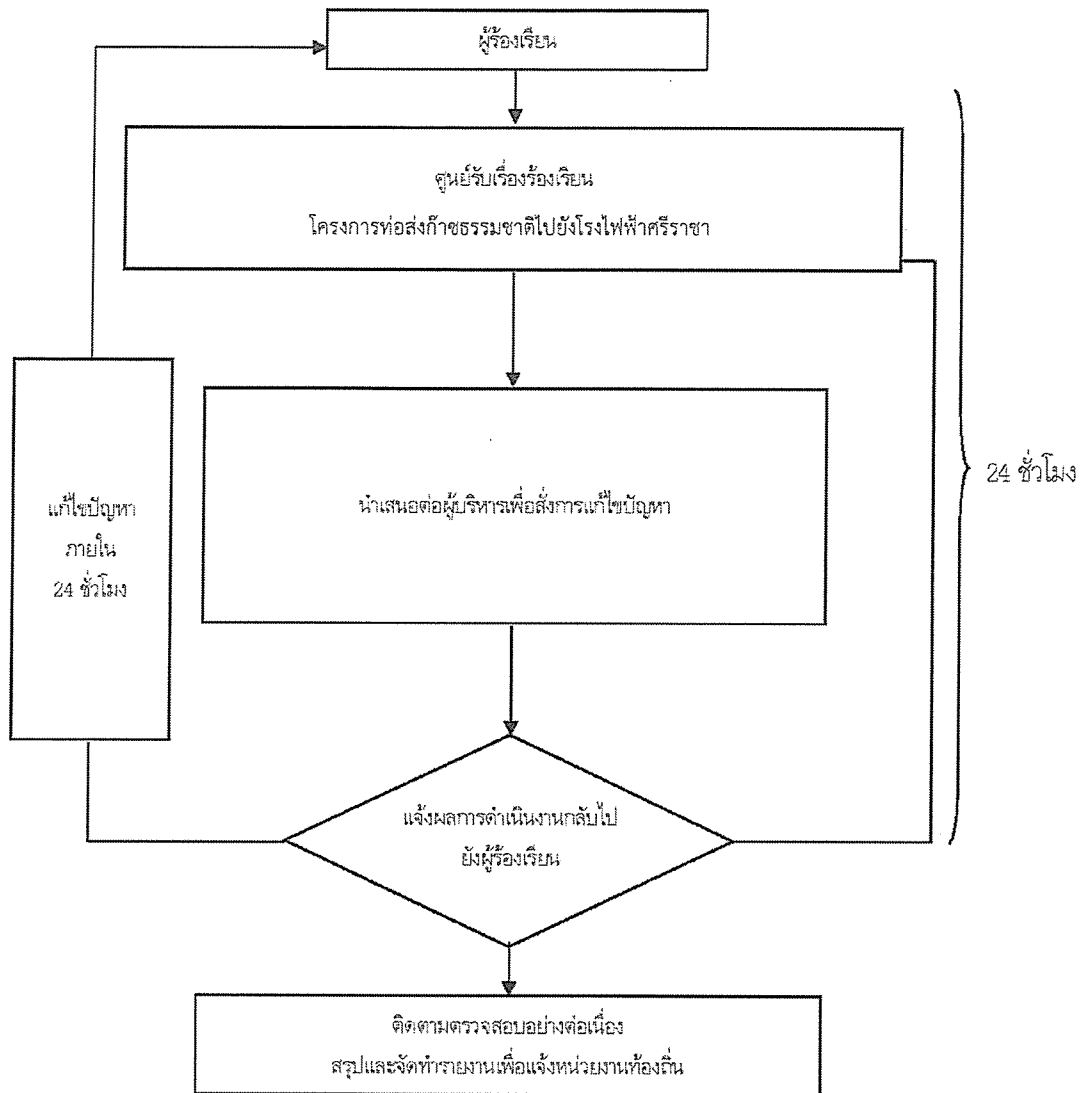 ผู้ร้องเรียน
ศูนย์รับเรื่องร้องเรียน
โครงการท่อส่งก๊าซธรรมชาติไปยังโรงไฟฟ้าศรีราชา
24 ชั่วโมง
แก้ไขปัญหา
ภายใน
24 ชั่วโมง
นำเสนอต่อผู้บริหารเพื่อสั่งการแก้ไขปัญหา
แจ้งผลการดำเนินงานกลับไป
ยังผู้ร้องเรียน
ติดตามตรวจสอบอย่างต่อเนื่อง
สรุปและจัดทำรายงานเพื่อแจ้งหน่วยงานท้องถิ่น